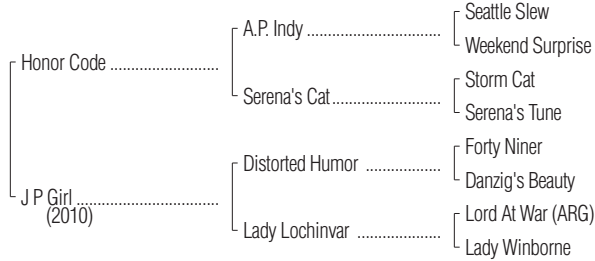 Seattle Slew
A.P. Indy ..............................
Weekend Surprise
Honor Code ........................
Storm Cat
Serena's Cat........................
Serena's Tune
Forty Niner
Distorted Humor .................
Danzig's Beauty
J P Girl ................................
(2010)
Lord At War (ARG)
Lady Lochinvar ...................
Lady Winborne